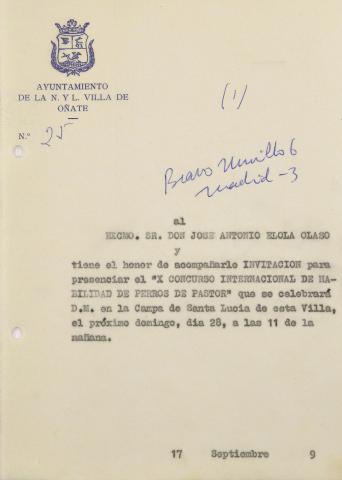 AYUNTAMIENTO
DE LA N. Y L. VILLA DE
OÑATE
N.º 25
(1)
Bravo Murillo 6
Madrid-3
al
EXCMO. SR. DON JOSE ANTONIO ELOLA OLASO
y
tiene el honor de acompañarle INVITACION para
presenciar el "X CONCURSO INTERNACIONAL DE HA-
BILIDAD DE PERROS DE PASTOR" que se celebrará
D.M. en la Campa de Santa Lucia de esta Villa,
el próximo domingo, dia 28, a las 11 de la
mañana.
17 Septiembre 9